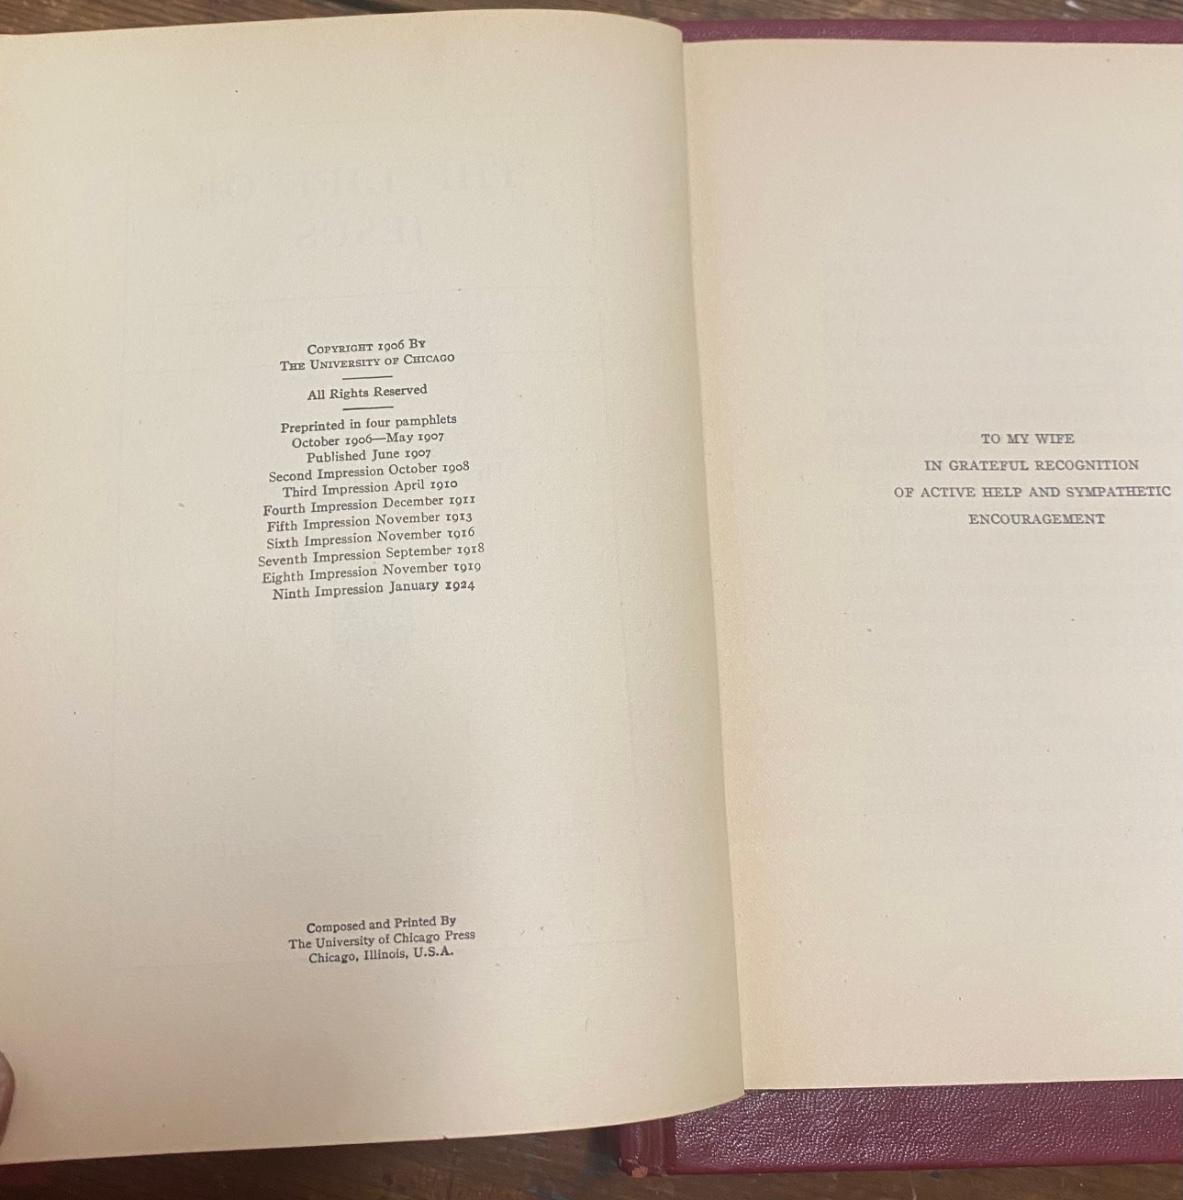 COPYRIGHT 1906 BY
THE UNIVERSITY OF CHICAGO
All Rights Reserved
Preprinted in four pamphlets
October 1906—May 1907
Published June 1907
Second Impression October 1908
Third Impression April 1910
Fourth Impression December 1911
Fifth Impression November 1913
Sixth Impression November 1916
Seventh Impression September 1918
Eighth Impression November 1919
Ninth Impression January 1924
Composed and Printed By
The University of Chicago Press
Chicago, Illinois, U.S.A.
TO MY WIFE
IN GRATEFUL RECOGNITION
OF ACTIVE HELP AND SYMPATHETIC
ENCOURAGEMENT